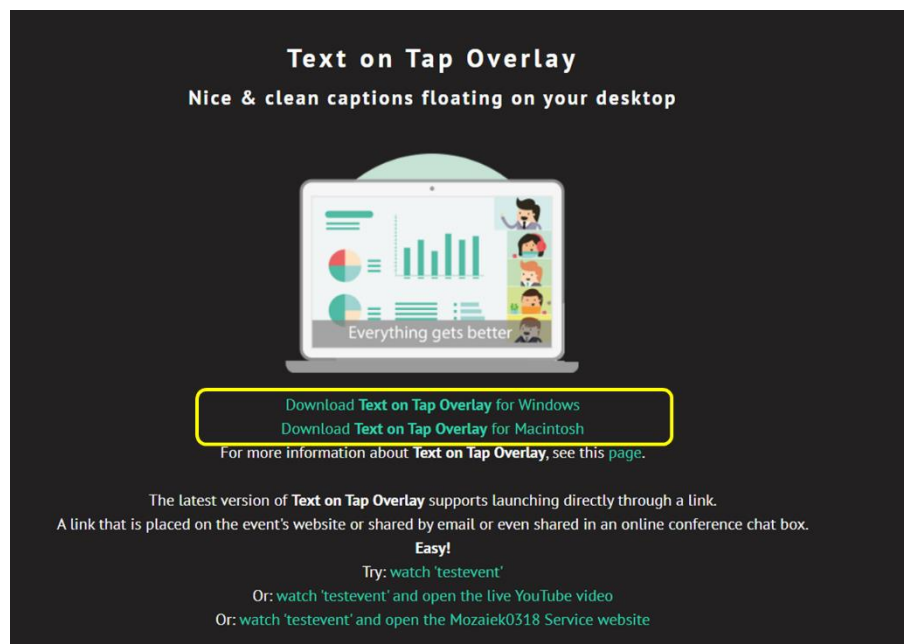 Text on Tap Overlay
Nice & clean captions floating on your desktop
Everything gets better
Download Text on Tap Overlay for Windows
Download Text on Tap Overlay for Macintosh
For more information about Text on Tap Overlay, see this page.
The latest version of Text on Tap Overlay supports launching directly through a link.
A link that is placed on the event's website or shared by email or even shared in an online conference chat box.
Easy!
Try: watch 'testevent'
Or: watch 'testevent' and open the live YouTube video
Or: watch 'testevent' and open the Mozaiek0318 Service website